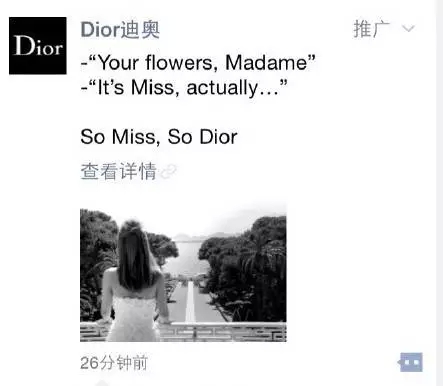 Dior
Dior迪奥
推广
-“Your flowers, Madame”
-“It’s Miss, actually…”
So Miss, So Dior
查看详情
26分钟前